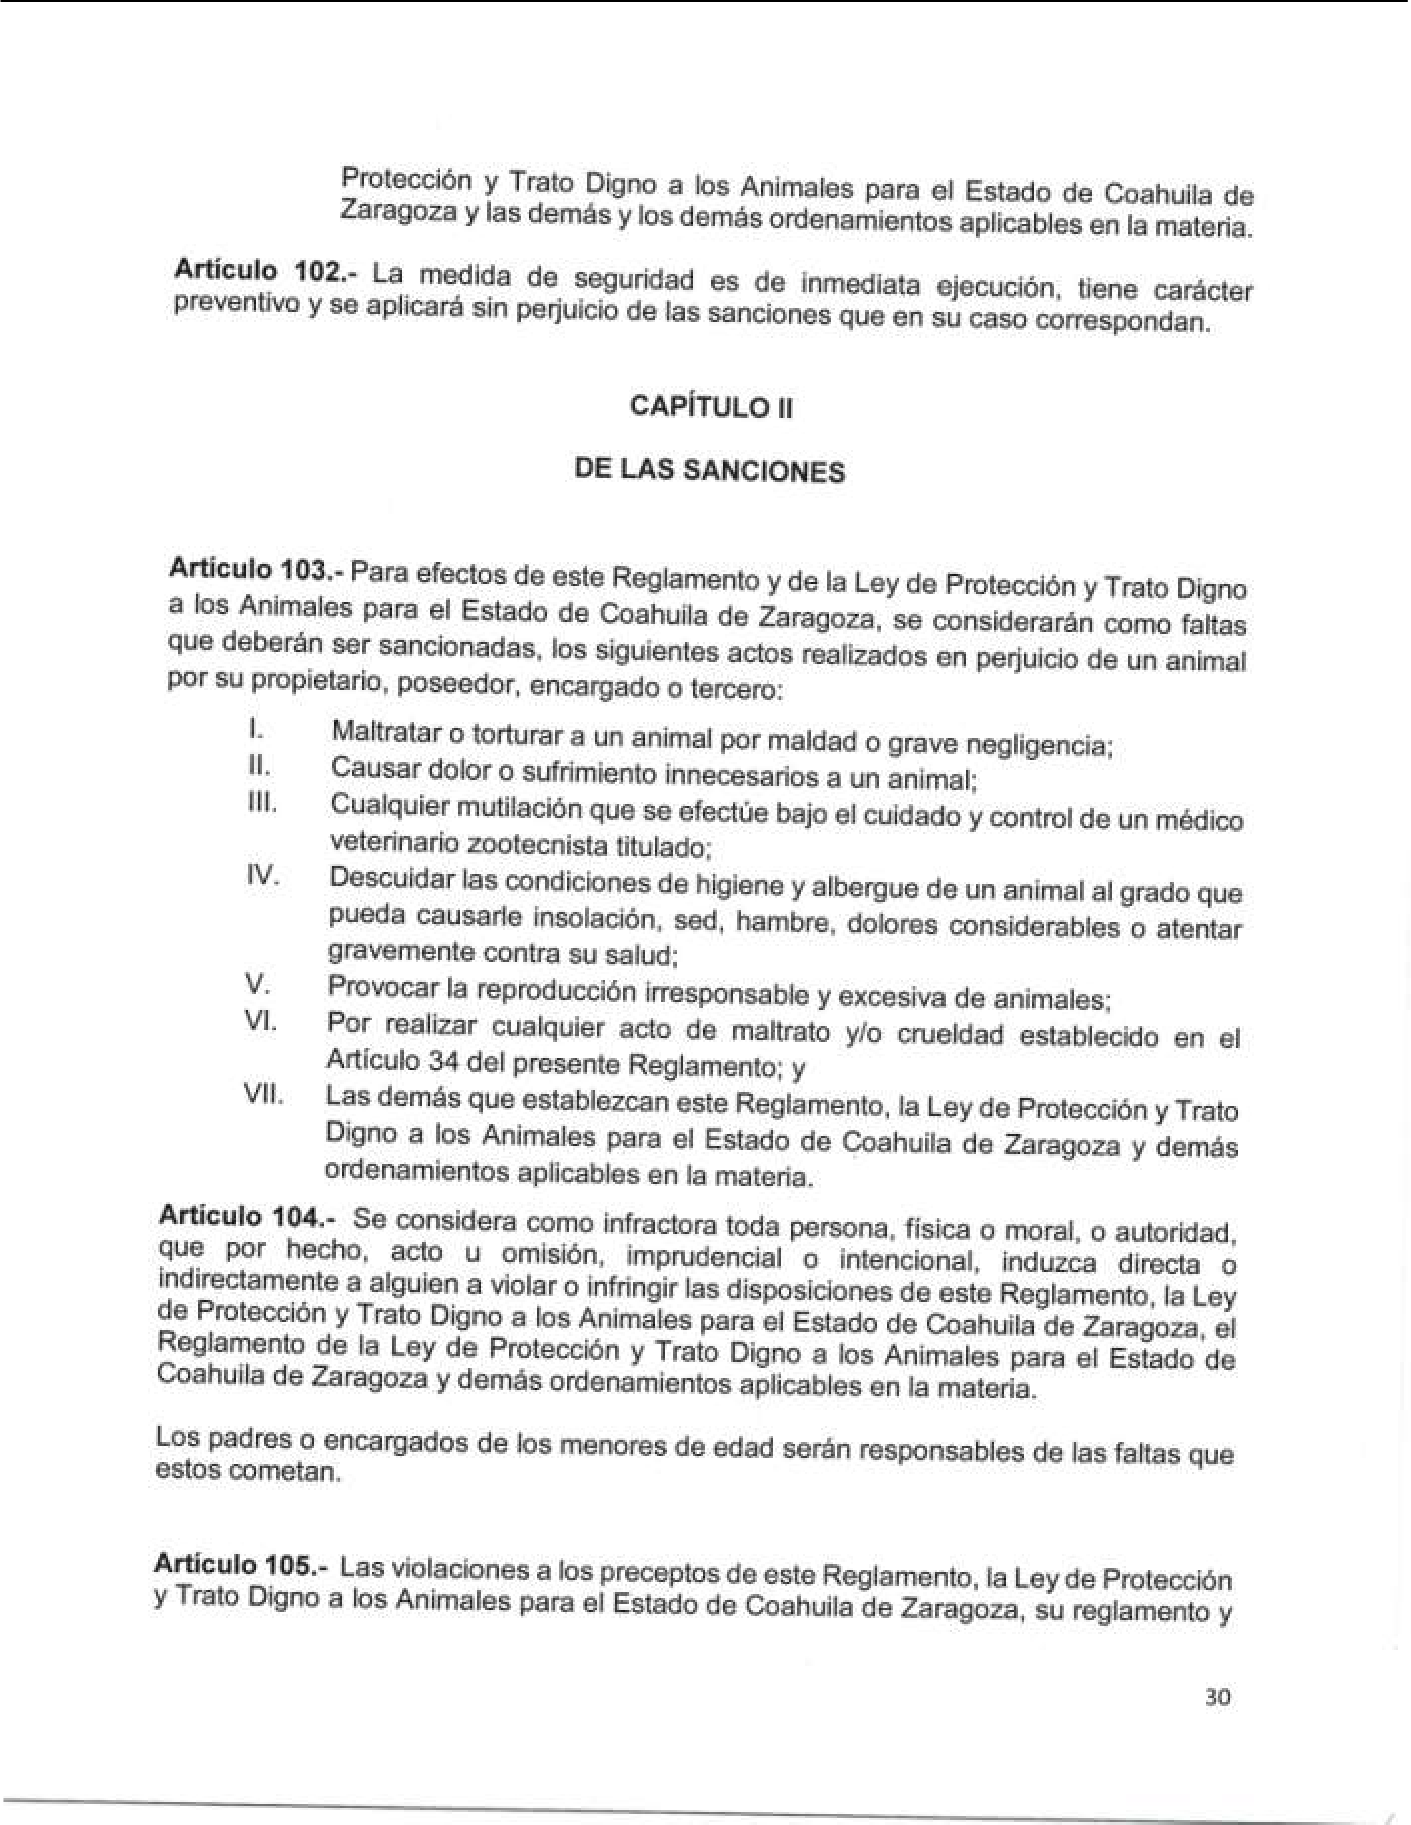 Protección y Trato Digno a los Animales para el Estado de Coahuila de
Zaragoza y las demás y los demás ordenamientos aplicables en la materia.
Artículo 102.- La medida de seguridad es de inmediata ejecución, tiene carácter
preventivo y se aplicará sin perjuicio de las sanciones que en su caso correspondan.
CAPÍTULO II
DE LAS SANCIONES
Artículo 103.- Para efectos de este Reglamento y de la Ley de Protección y Trato Digno
a los Animales para el Estado de Coahuila de Zaragoza, se considerarán como faltas
que deberán ser sancionadas, los siguientes actos realizados en perjuicio de un animal
por su propietario, poseedor, encargado o tercero:
I. Maltratar o torturar a un animal por maldad o grave negligencia;
II. Causar dolor o sufrimiento innecesarios a un animal;
III. Cualquier mutilación que se efectúe bajo el cuidado y control de un médico
veterinario zootecnista titulado;
IV. Descuidar las condiciones de higiene y albergue de un animal al grado que
pueda causarle insolación, sed, hambre, dolores considerables o atentar
gravemente contra su salud;
V. Provocar la reproducción irresponsable y excesiva de animales;
VI. Por realizar cualquier acto de maltrato y/o crueldad establecido en el
Artículo 34 del presente Reglamento; y
VII. Las demás que establezcan este Reglamento, la Ley de Protección y Trato
Digno a los Animales para el Estado de Coahuila de Zaragoza y demás
ordenamientos aplicables en la materia.
Artículo 104.- Se considera como infractora toda persona, física o moral, o autoridad,
que por hecho, acto u omisión, imprudencial o intencional, induzca directa o
indirectamente a alguien a violar o infringir las disposiciones de este Reglamento, la Ley
de Protección y Trato Digno a los Animales para el Estado de Coahuila de Zaragoza, el
Reglamento de la Ley de Protección y Trato Digno a los Animales para el Estado de
Coahuila de Zaragoza y demás ordenamientos aplicables en la materia.
Los padres o encargados de los menores de edad serán responsables de las faltas que
estos cometan.
Artículo 105.- Las violaciones a los preceptos de este Reglamento, la Ley de Protección
y Trato Digno a los Animales para el Estado de Coahuila de Zaragoza, su reglamento y
30